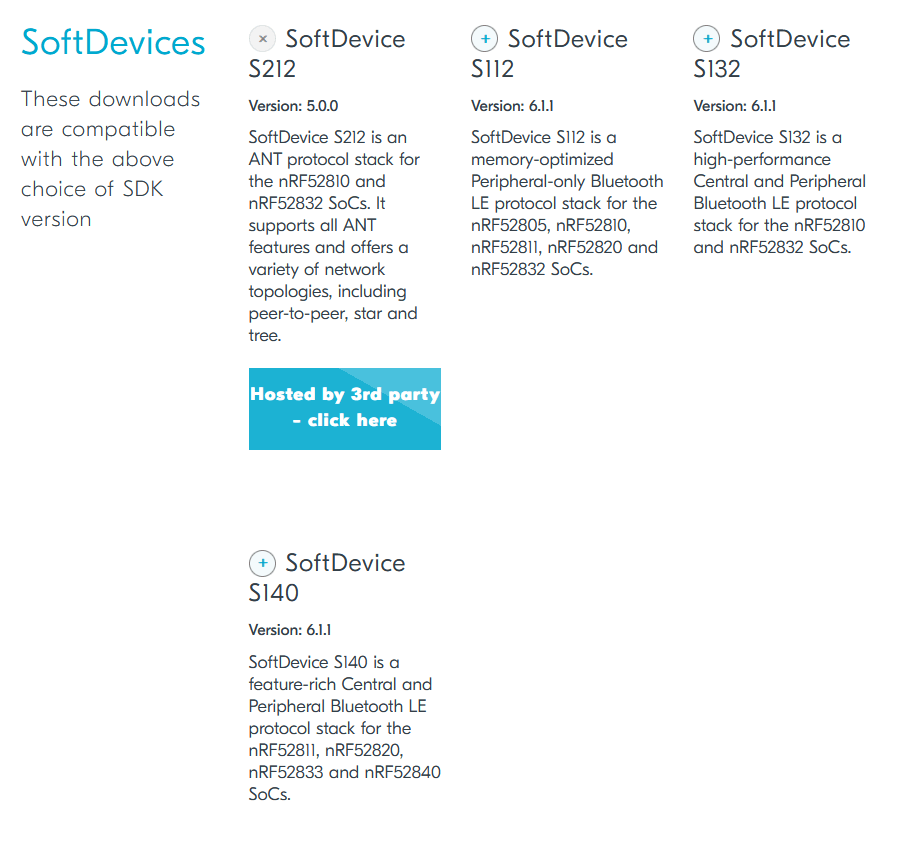 SoftDevices
These downloads
are compatible
with the above
choice of SDK
version
× SoftDevice
S212
Version: 5.0.0
SoftDevice S212 is an
ANT protocol stack for
the nRF52810 and
nRF52832 SoCs. It
supports all ANT
features and offers a
variety of network
topologies, including
peer-to-peer, star and
tree.
Hosted by 3rd party
- click here
+ SoftDevice
S112
Version: 6.1.1
SoftDevice S112 is a
memory-optimized
Peripheral-only Bluetooth
LE protocol stack for the
nRF52805, nRF52810,
nRF52811, nRF52820 and
nRF52832 SoCs.
+ SoftDevice
S132
Version: 6.1.1
SoftDevice S132 is a
high-performance
Central and Peripheral
Bluetooth LE protocol
stack for the nRF52810
and nRF52832 SoCs.
+ SoftDevice
S140
Version: 6.1.1
SoftDevice S140 is a
feature-rich Central and
Peripheral Bluetooth LE
protocol stack for the
nRF52811, nRF52820,
nRF52833 and nRF52840
SoCs.